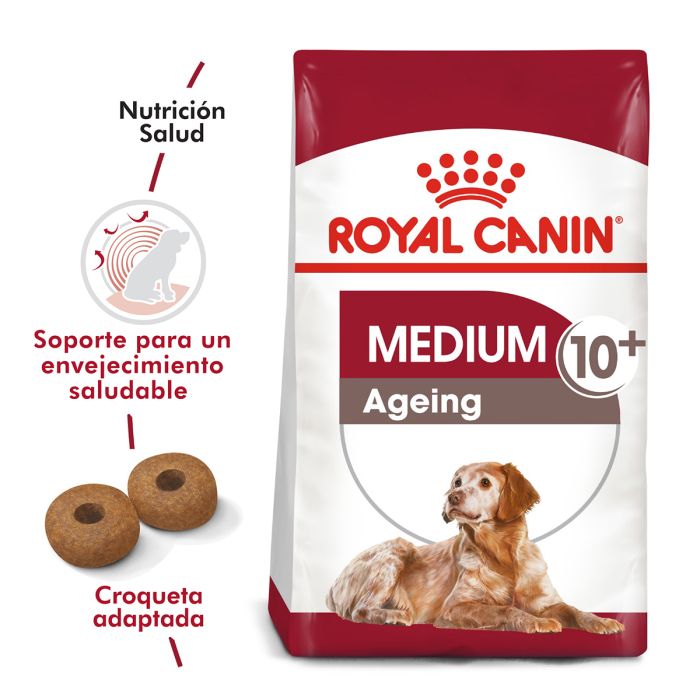 Nutrición
Salud
Soporte para un
envejecimiento
saludable
Croqueta
adaptada
ROYAL CANIN®
MEDIUM
10+
Ageing